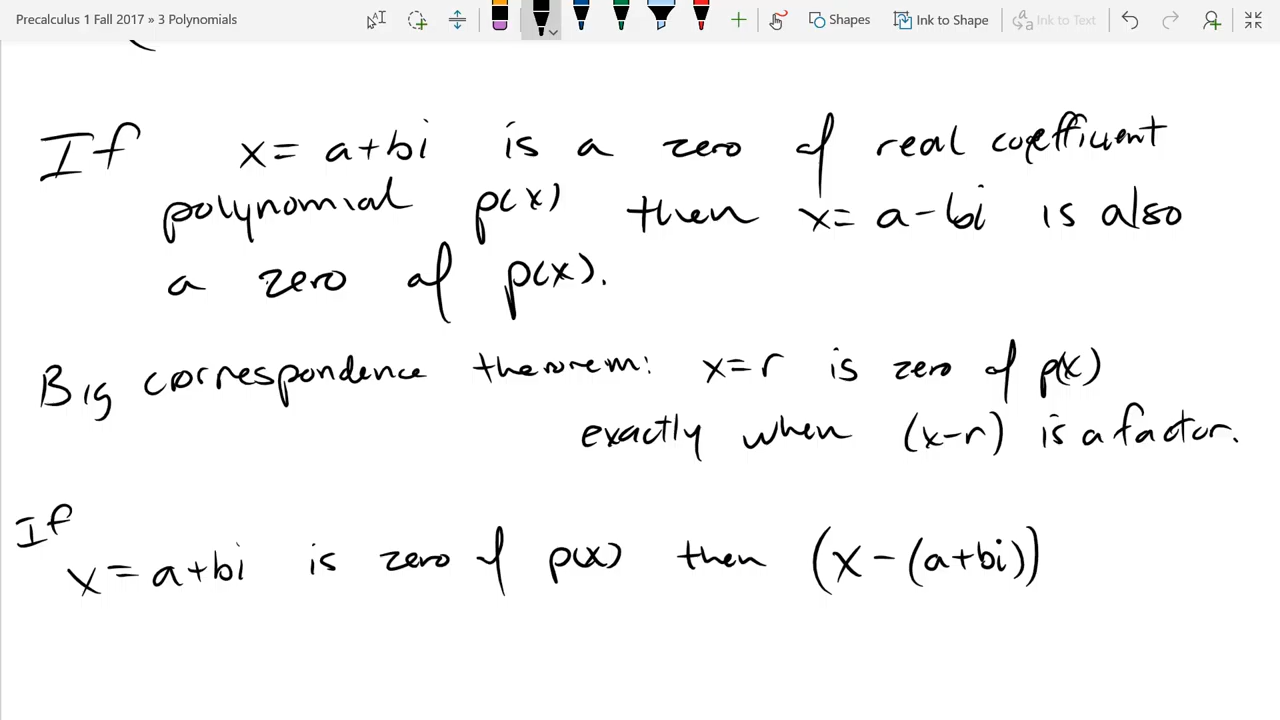 Precalculus 1 Fall 2017 » 3 Polynomials
Shapes
Ink to Shape
Ink to Text
If x = a+bi is a zero of real coefficient
polynomial p(x) then x = a-bi is also
a zero of p(x).
Big correspondence theorem: x=r is zero of p(x)
exactly when (x-r) is a factor.
If
x = a+bi is zero of p(x) then (x-(a+bi))